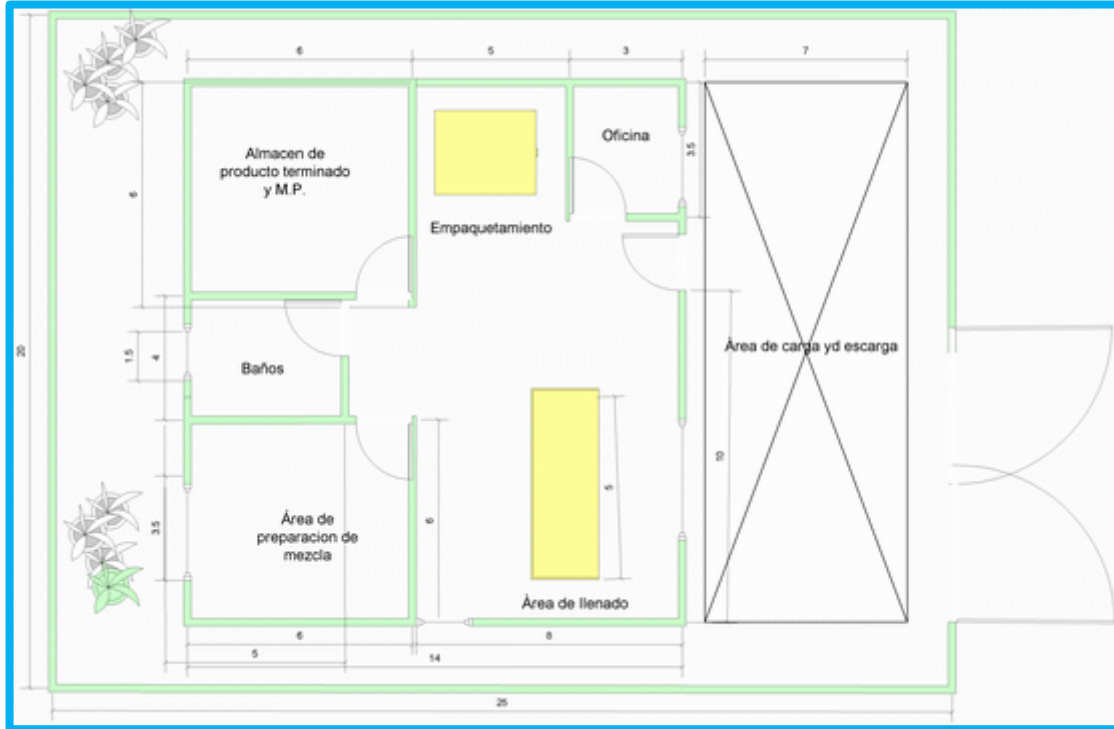 6
5
3
7
Almacen de
producto terminado
y M.P.
Oficina
3.5
6
Empaquetamiento
20
1.5
4
Baños
Área de carga yd escarga
10
5
3.5
Área de
preparacion de
mezcla
6
Área de llenado
6
8
5
14
25